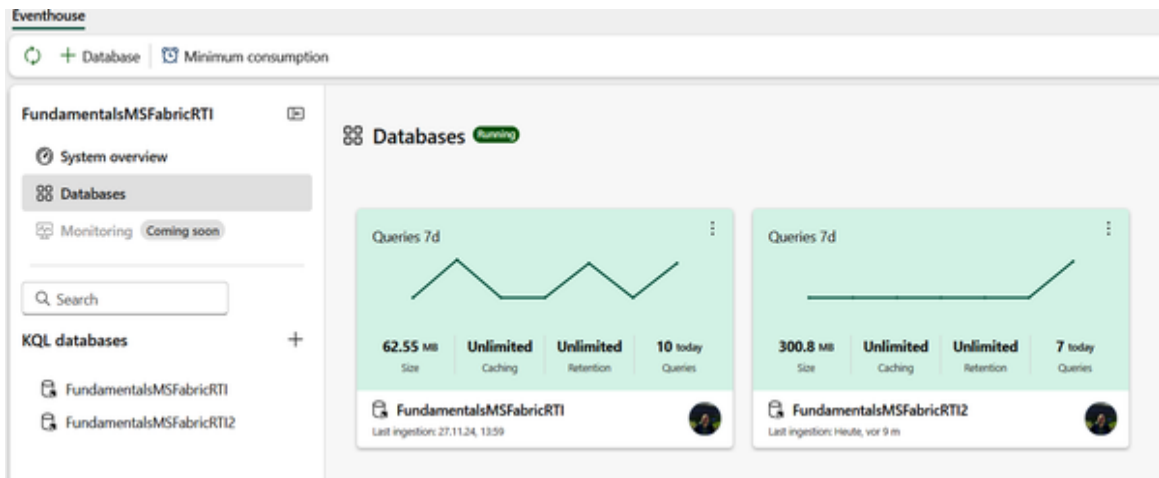 Eventhouse
+ Database Minimum consumption
FundamentalsMSFabricRTI
System overview
Databases
Monitoring Coming soon
Search
KQL databases +
FundamentalsMSFabricRTI
FundamentalsMSFabricRTI2
Databases Running
Queries 7d
62.55 MB Unlimited Unlimited 10 today
Size Caching Retention Queries
FundamentalsMSFabricRTI
Last ingestion: 27.11.24, 13:59
Queries 7d
300.8 MB Unlimited Unlimited 7 today
Size Caching Retention Queries
FundamentalsMSFabricRTI2
Last ingestion: Heute, vor 9 m